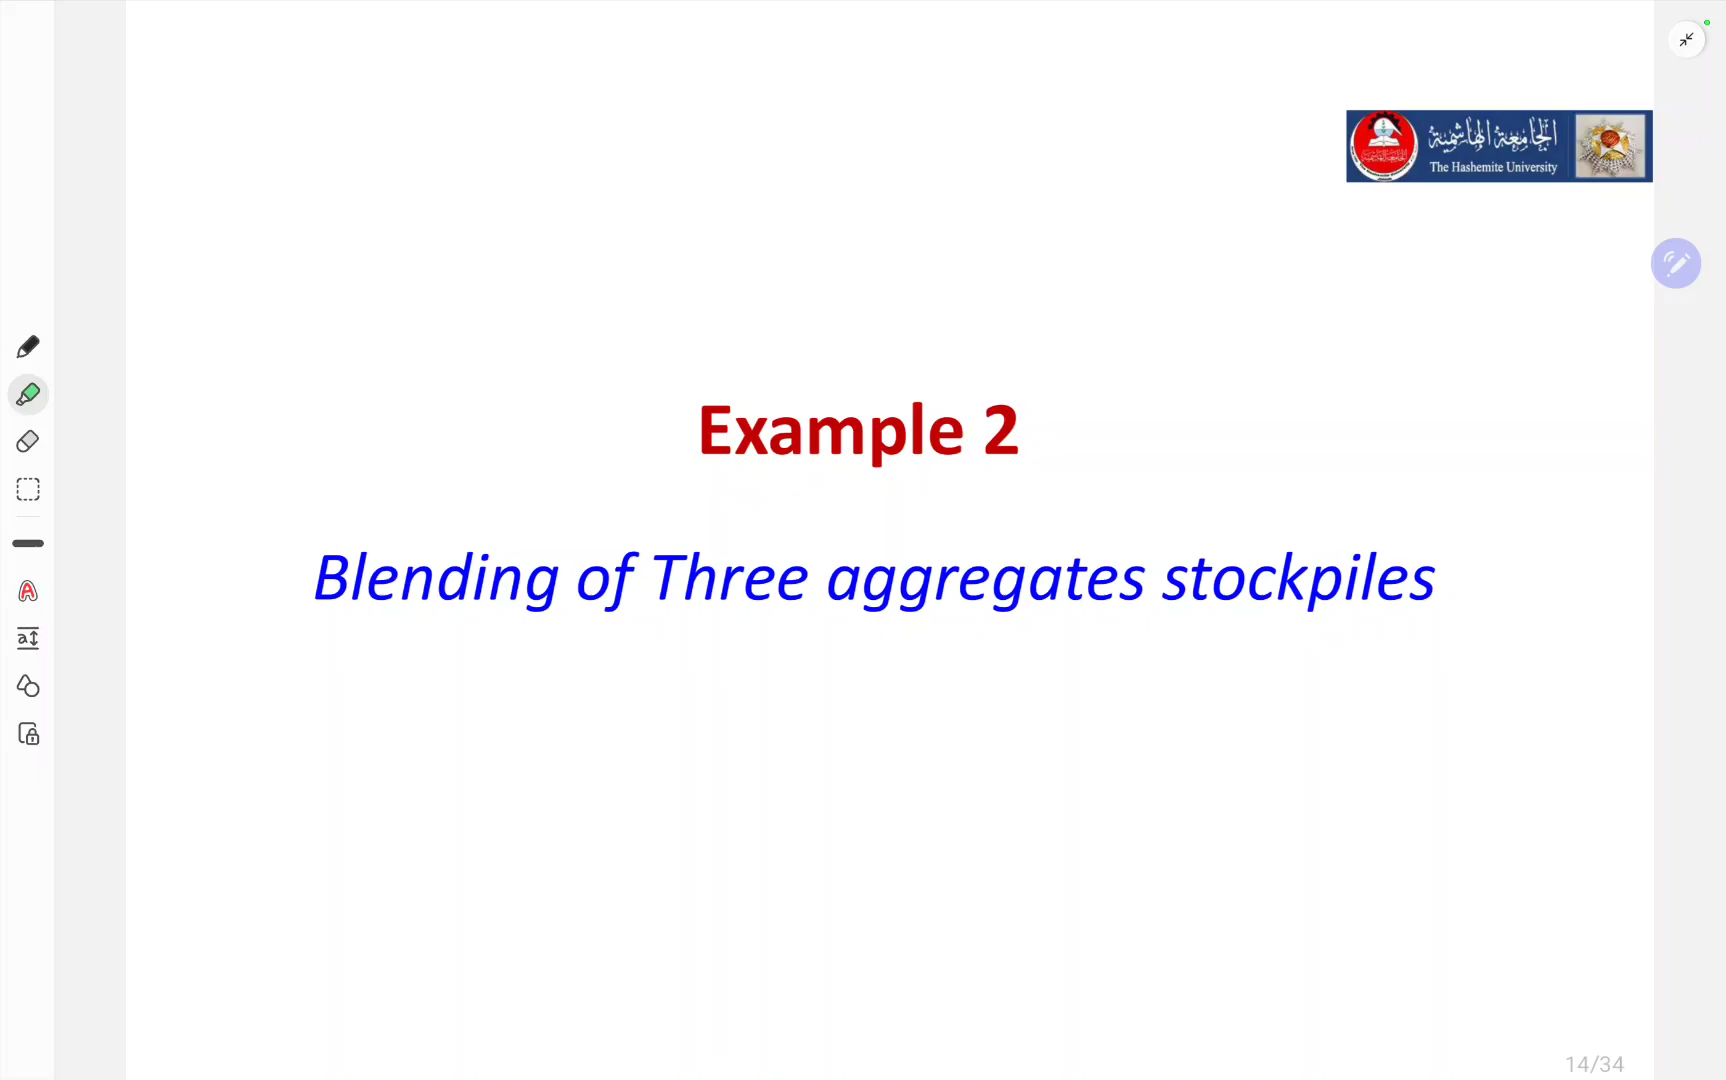 الجامعة الهاشمية
The Hashemite University
Example 2
Blending of Three aggregates stockpiles
14/34